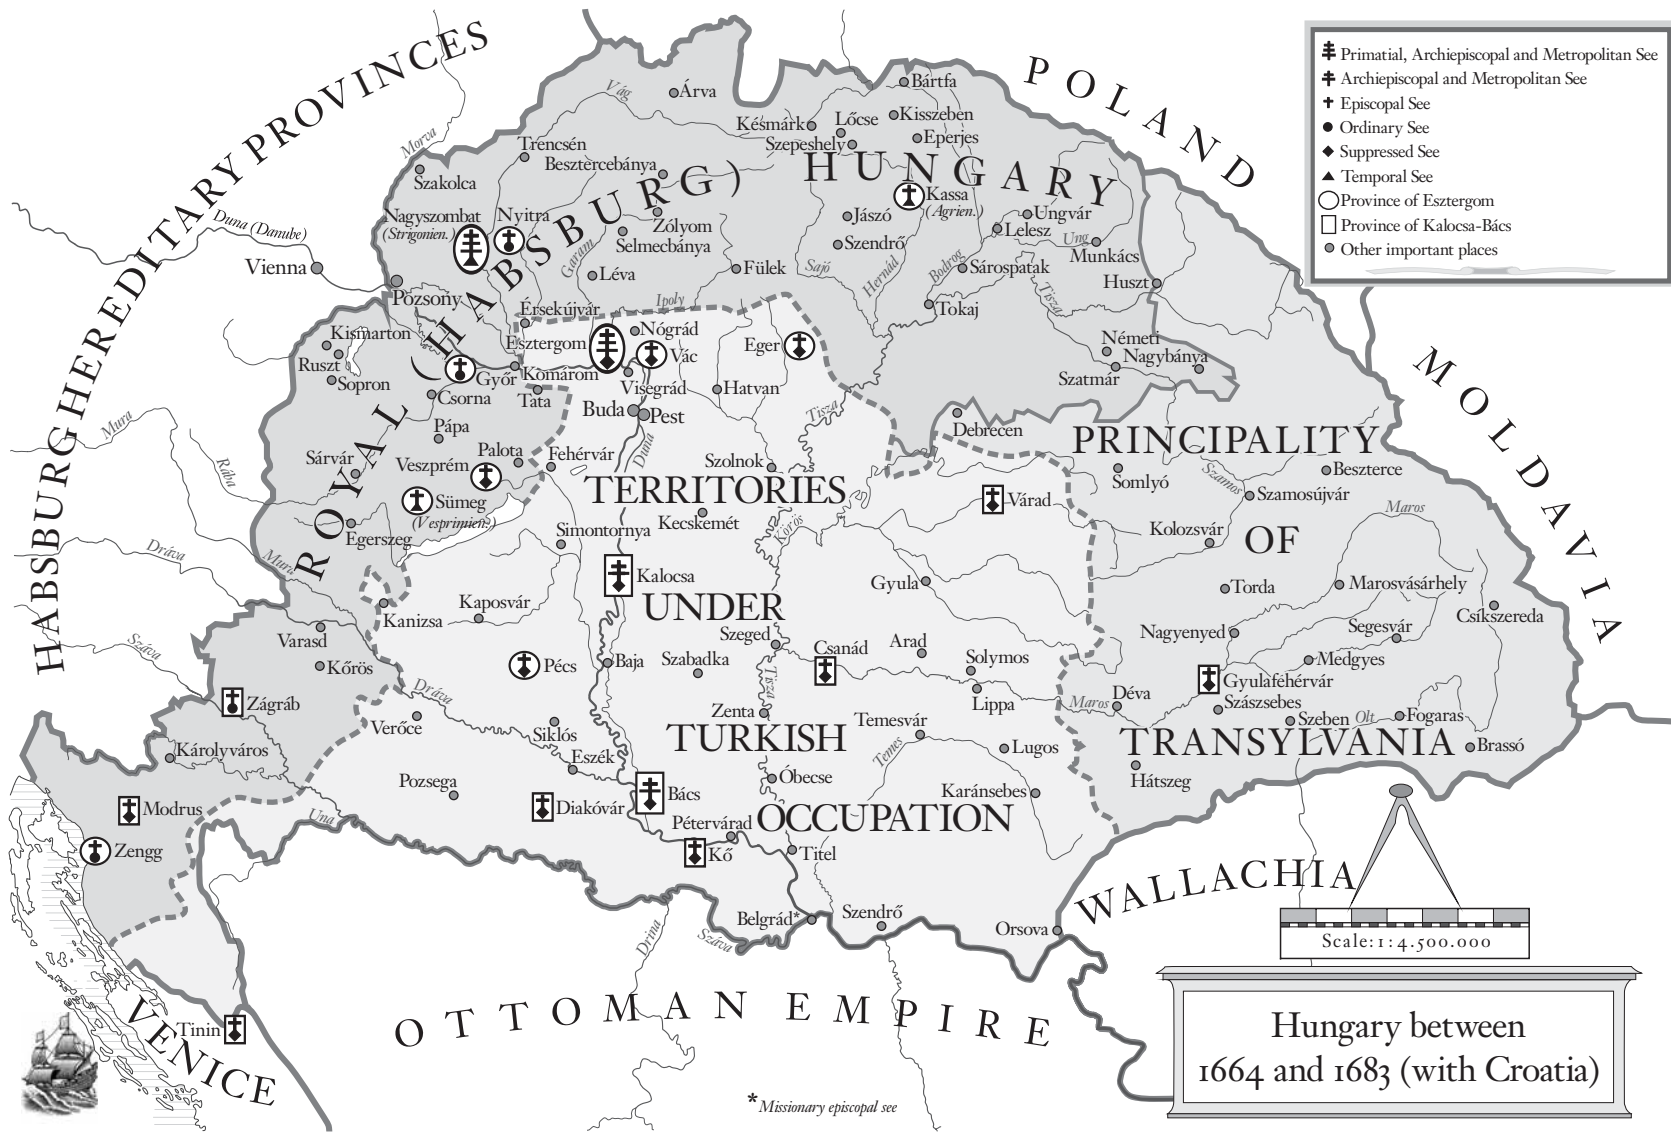 HABSBURG HEREDITARY PROVINCES
POLAND
MOLDAVIA
WALLACHIA
OTTOMAN EMPIRE
VENICE
ROYAL (HABSBURG) HUNGARY
PRINCIPALITY
OF
TRANSYLVANIA
TERRITORIES
UNDER
TURKISH
OCCUPATION
Primatial, Archiepiscopal and Metropolitan See
Archiepiscopal and Metropolitan See
Episcopal See
Ordinary See
Suppressed See
Temporal See
Province of Esztergom
Province of Kalocsa-Bács
Other important places
Árva
Vág
Bártfa
Késmárk
Lőcse
Kisszeben
Szepeshely
Eperjes
Morva
Trencsén
Besztercebánya
Szakolca
Nagyszombat
(Strigonien.)
Nyitra
Zólyom
Selmecbánya
Garam
Kassa
(Agrien.)
Jászó
Szendrő
Ungvár
Lelesz
Ung
Munkács
Duna (Danube)
Vienna
Léva
Fülek
Sajó
Hernád
Bodrog
Sárospatak
Tisza
Huszt
Pozsony
Ipoly
Tokaj
Érsekújvár
Kismarton
Esztergom
Nógrád
Vác
Eger
Németi
Nagybánya
Szatmár
Ruszt
Sopron
Győr
Komárom
Visegrád
Hatvan
Csorna
Tata
Buda
Pest
Tisza
Debrecen
Mura
Pápa
Duna
Rába
Sárvár
Veszprém
Palota
Fehérvár
Szolnok
Somlyó
Szamos
Beszterce
Szamosújvár
Sümeg
(Vesprimien.)
Kecskemét
Várad
Maros
Egerszeg
Simontornya
Körös
Kolozsvár
Dráva
Mura
Kalocsa
Gyula
Torda
Marosvásárhely
Csíkszereda
Kanizsa
Kaposvár
Varasd
Szeged
Csanád
Arad
Nagyenyed
Segesvár
Száva
Kőrös
Pécs
Baja
Szabadka
Solymos
Medgyes
Gyulafehérvár
Zágráb
Dráva
Tisza
Lippa
Maros
Déva
Szászsebes
Verőce
Zenta
Temesvár
Szeben
Olt
Fogaras
Károlyváros
Siklós
Temes
Lugos
Brassó
Eszék
Óbecse
Hátszeg
Pozsega
Bács
Karánsebes
Modrus
Diakóvár
Una
Pétervárad
Zengg
Kő
Titel
Belgrád*
Szendrő
Orsova
Drina
Száva
Tinin
Scale: 1 : 4.500.000
Hungary between
1664 and 1683 (with Croatia)
*Missionary episcopal see